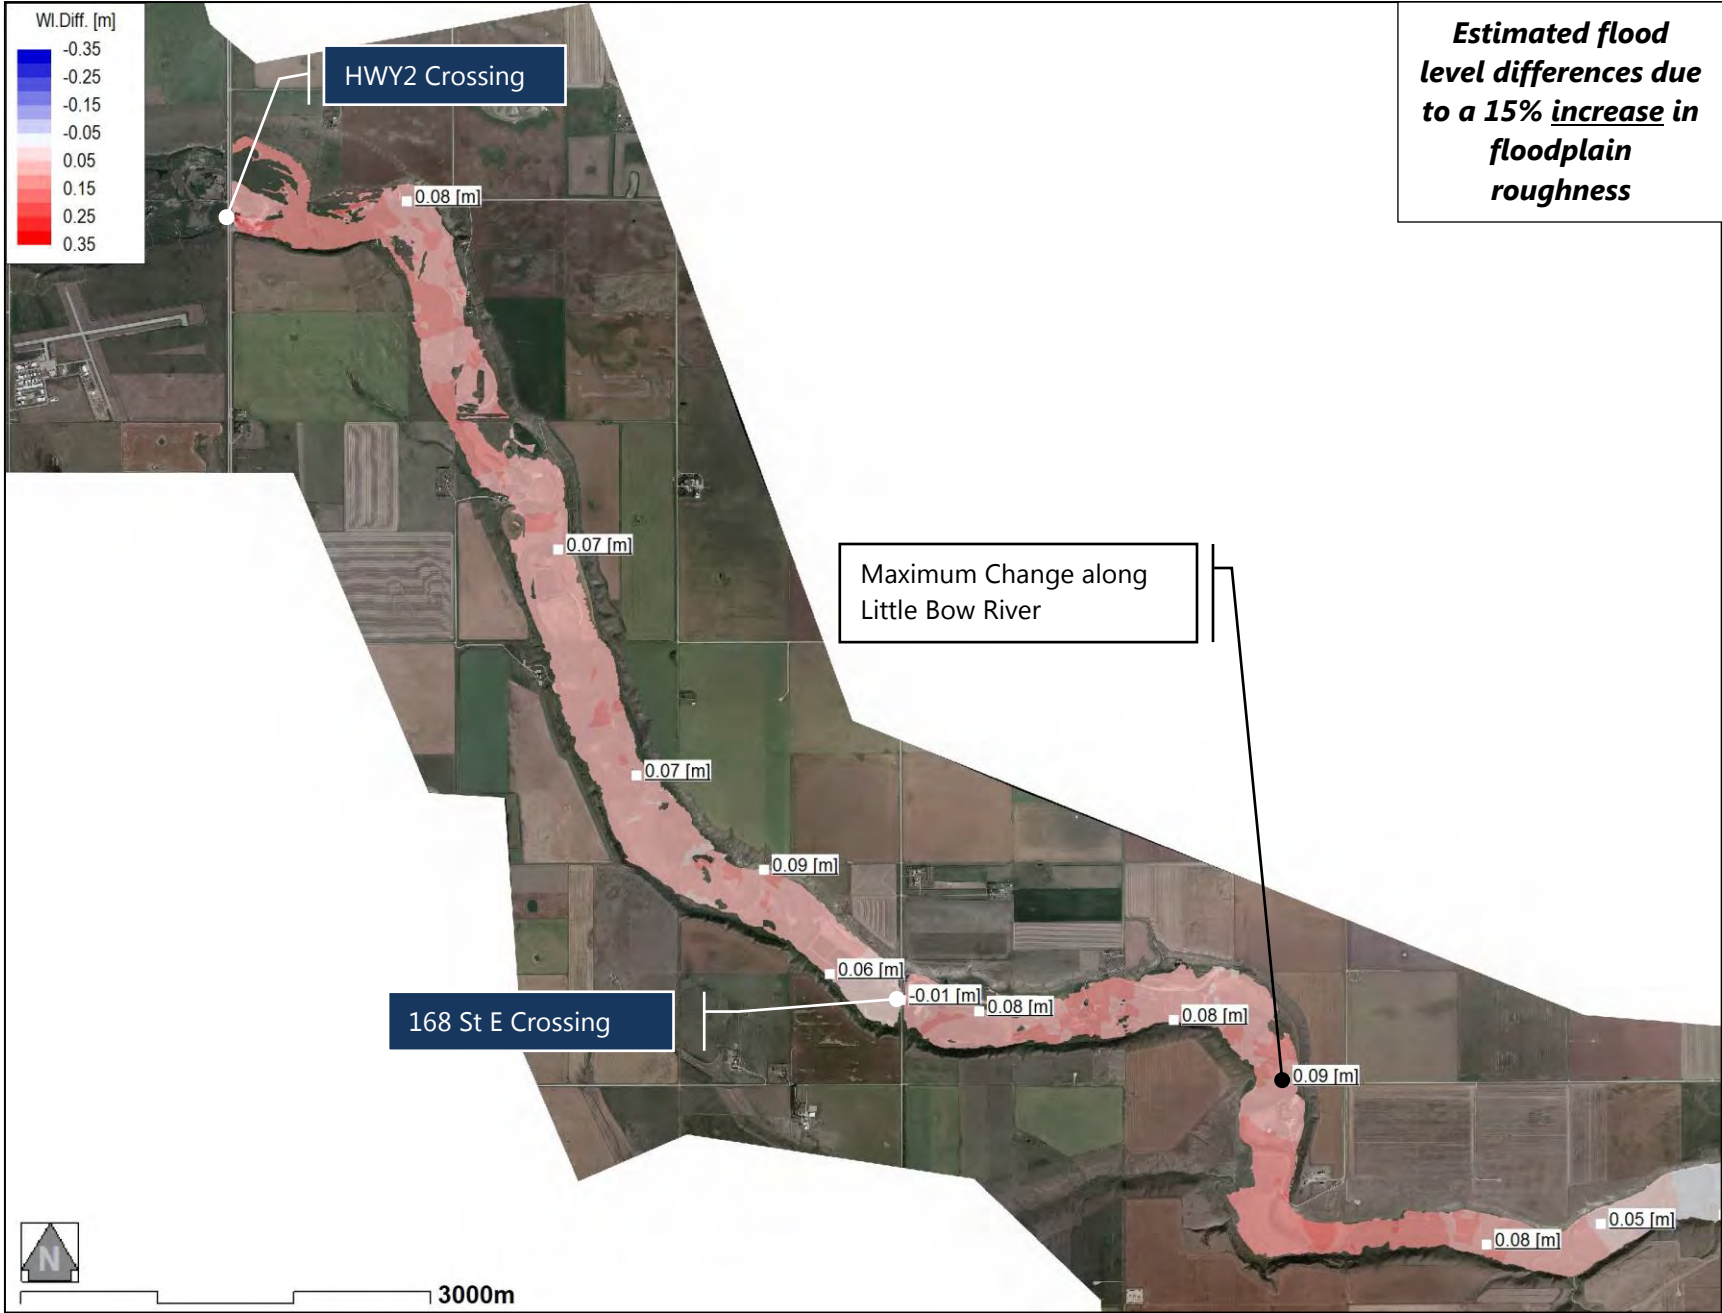 Wl.Diff. [m]
-0.35
-0.25
-0.15
-0.05
0.05
0.15
0.25
0.35
HWY2 Crossing
Estimated flood
level differences due
to a 15% increase in
floodplain
roughness
0.08 [m]
0.07 [m]
Maximum Change along
Little Bow River
0.07 [m]
0.09 [m]
0.06 [m]
-0.01 [m]
0.08 [m]
0.08 [m]
168 St E Crossing
0.09 [m]
0.05 [m]
0.08 [m]
N
3000m